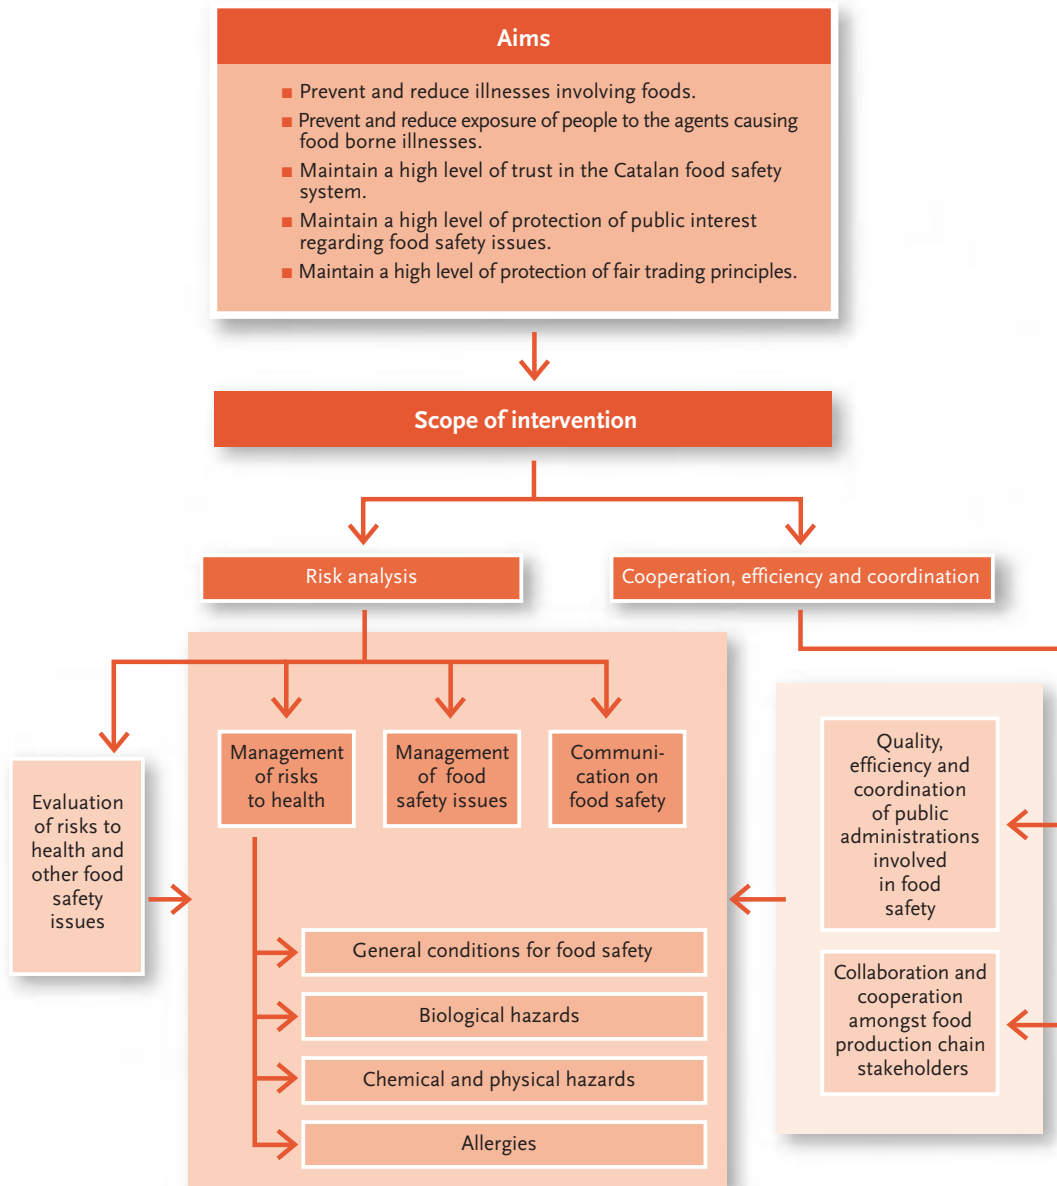 Aims
■ Prevent and reduce illnesses involving foods.
■ Prevent and reduce exposure of people to the agents causing
food borne illnesses.
■ Maintain a high level of trust in the Catalan food safety
system.
■ Maintain a high level of protection of public interest
regarding food safety issues.
■ Maintain a high level of protection of fair trading principles.
Scope of intervention
Risk analysis
Cooperation, efficiency and coordination
Evaluation
of risks to
health and
other food
safety
issues
Management
of risks
to health
Management
of food
safety issues
Communi-
cation on
food safety
General conditions for food safety
Biological hazards
Chemical and physical hazards
Allergies
Quality,
efficiency and
coordination
of public
administrations
involved
in food
safety
Collaboration and
cooperation
amongst food
production chain
stakeholders